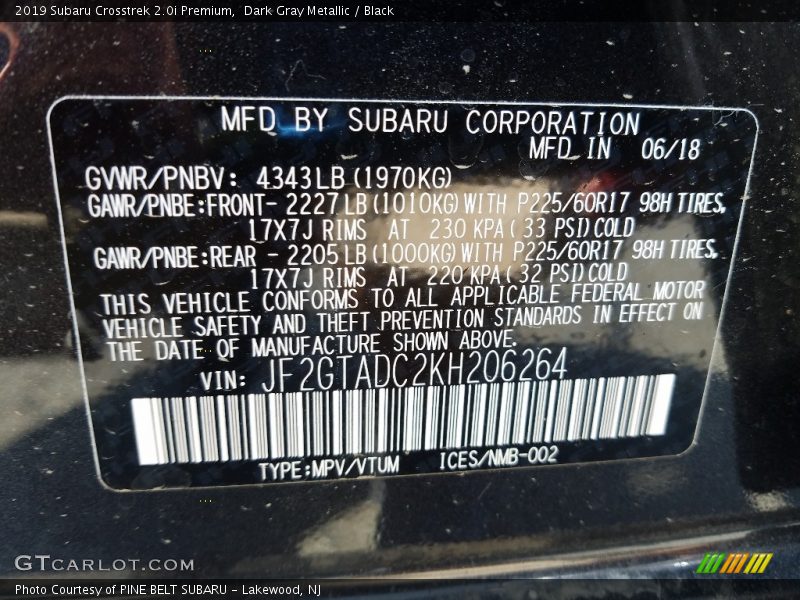 2019 Subaru Crosstrek 2.0i Premium,  Dark Gray Metallic / Black
MFD BY SUBARU CORPORATION
MFD IN 06/18
GVWR/PNBV: 4343LB (1970KG)
GAWR/PNBE:FRONT- 2227 LB (1010KG) WITH P225/60R17 98H TIRES,
17X7J RIMS AT 230 KPA ( 33 PSI) COLD
GAWR/PNBE:REAR - 2205 LB (1000KG) WITH P225/60R17 98H TIRES,
17X7J RIMS AT 220 KPA ( 32 PSI) COLD
THIS VEHICLE CONFORMS TO ALL APPLICABLE FEDERAL MOTOR
VEHICLE SAFETY AND THEFT PREVENTION STANDARDS IN EFFECT ON
THE DATE OF MANUFACTURE SHOWN ABOVE.
VIN: JF2GTADC2KH206264
TYPE:MPV/VTUM ICES/NMB-002
GTCARLOT.COM
Photo Courtesy of PINE BELT SUBARU - Lakewood, NJ